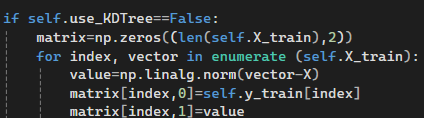 if self.use_KDTree==False:
    matrix=np.zeros((len(self.X_train),2))
    for index, vector in enumerate (self.X_train):
        value=np.linalg.norm(vector-X)
        matrix[index,0]=self.y_train[index]
        matrix[index,1]=value